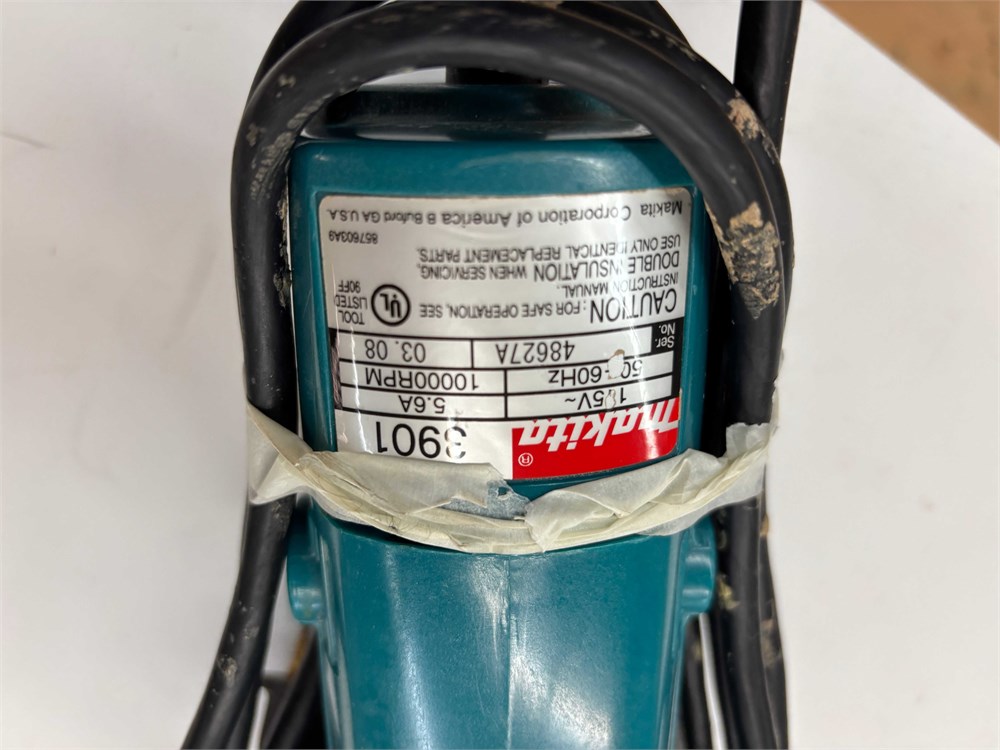 makita® 3901
115V~ 5.6A
50-60Hz 10000RPM
Ser. No. 48627A 03. 08
CAUTION : FOR SAFE OPERATION, SEE
INSTRUCTION MANUAL.
DOUBLE INSULATION WHEN SERVICING,
USE ONLY IDENTICAL REPLACEMENT PARTS.
UL
TOOL
LISTED
90FF
857603A9
Makita Corporation of America B Buford GA U.S.A.